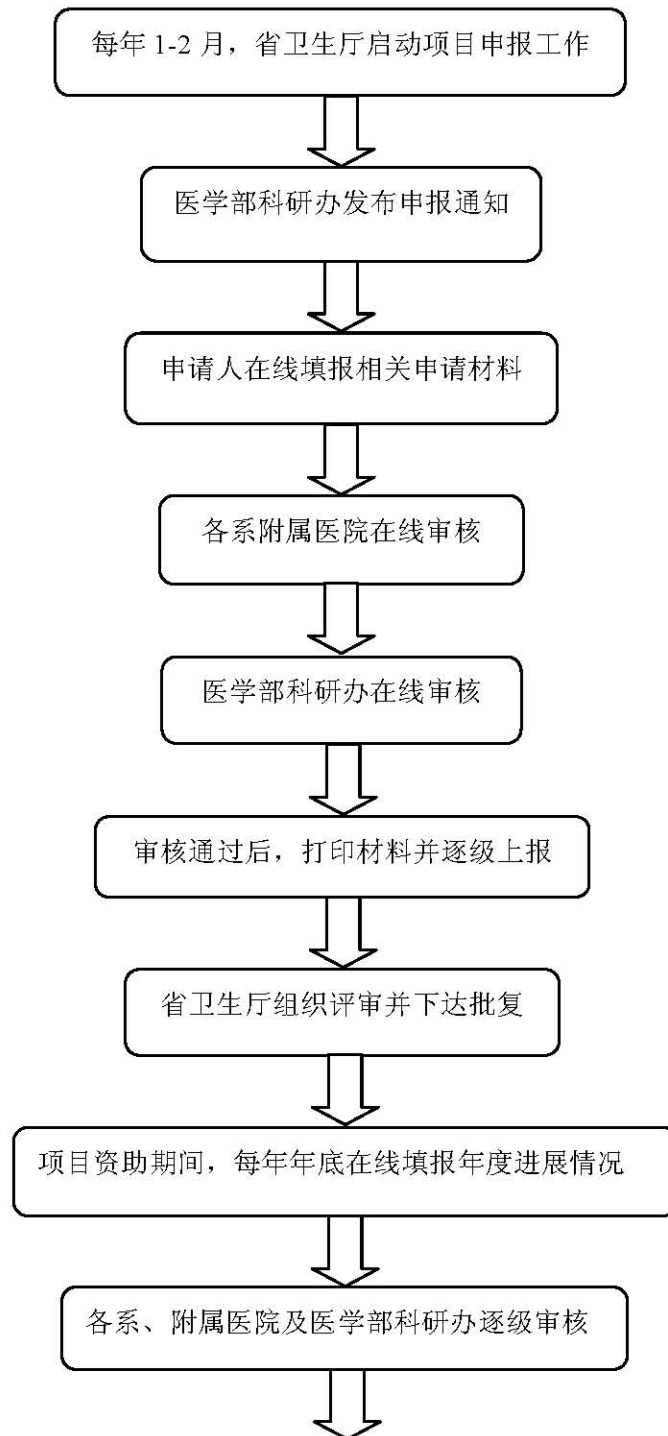 每年 1-2 月，省卫生厅启动项目申报工作
医学部科研办发布申报通知
申请人在线填报相关申请材料
各系附属医院在线审核
医学部科研办在线审核
审核通过后，打印材料并逐级上报
省卫生厅组织评审并下达批复
项目资助期间，每年年底在线填报年度进展情况
各系、附属医院及医学部科研办逐级审核